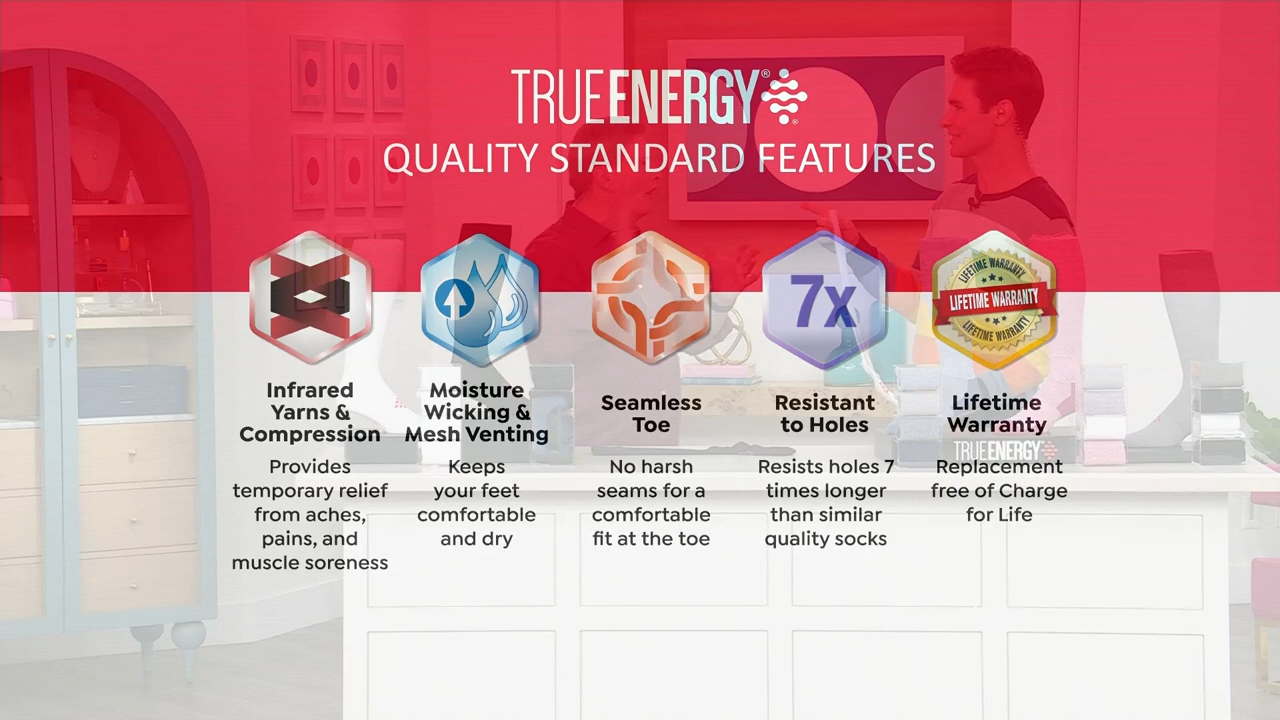 TRUEENERGY®
QUALITY STANDARD FEATURES
7x
LIFETIME WARRANTY
LIFETIME WARRANTY
LIFETIME WARRANTY
Infrared
Yarns &
Compression
Provides
temporary relief
from aches,
pains, and
muscle soreness
Moisture
Wicking &
Mesh Venting
Keeps
your feet
comfortable
and dry
Seamless
Toe
No harsh
seams for a
comfortable
fit at the toe
Resistant
to Holes
Resists holes 7
times longer
than similar
quality socks
Lifetime
Warranty
TRUEENERGY
Replacement
free of Charge
for Life